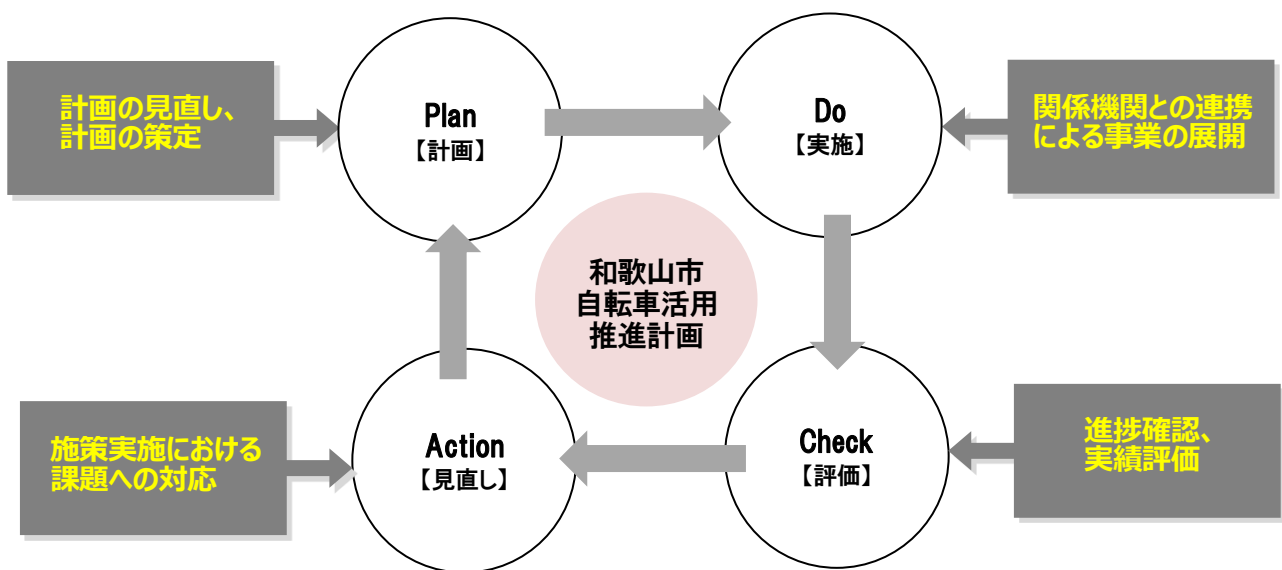 計画の見直し、
計画の策定
Plan
【計画】
Do
【実施】
関係機関との連携
による事業の展開
和歌山市
自転車活用
推進計画
施策実施における
課題への対応
Action
【見直し】
Check
【評価】
進捗確認、
実績評価